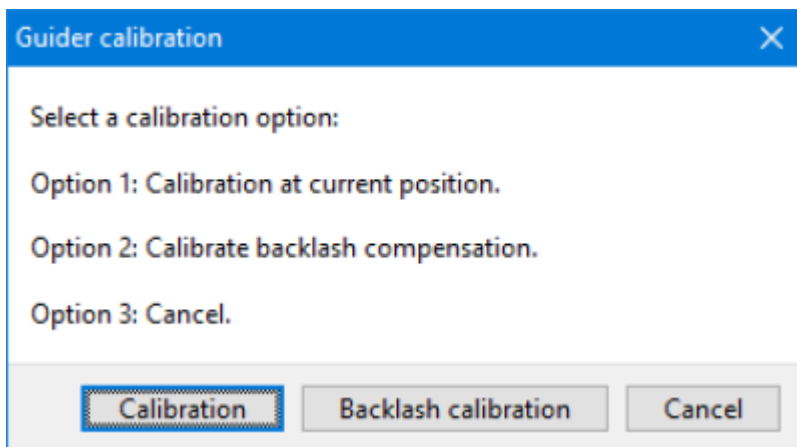 Guider calibration
Select a calibration option:
Option 1: Calibration at current position.
Option 2: Calibrate backlash compensation.
Option 3: Cancel.
Calibration Backlash calibration Cancel